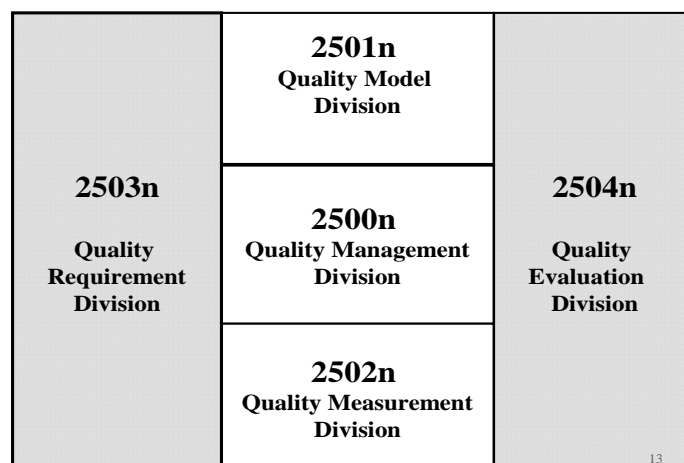 2501n
Quality Model
Division
2503n
Quality
Requirement
Division
2500n
Quality Management
Division
2504n
Quality
Evaluation
Division
2502n
Quality Measurement
Division
13